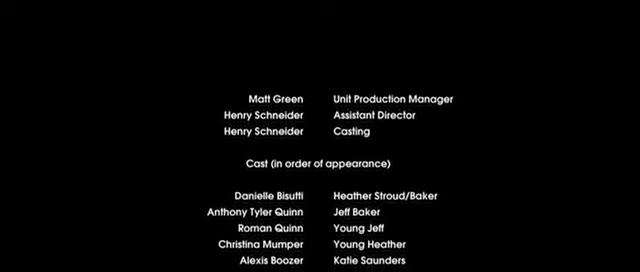 Matt Green Unit Production Manager
Henry Schneider Assistant Director
Henry Schneider Casting
Cast (in order of appearance)
Danielle Bisutti Heather Stroud/Baker
Anthony Tyler Quinn Jeff Baker
Roman Quinn Young Jeff
Christina Mumper Young Heather
Alexis Boozer Katie Saunders